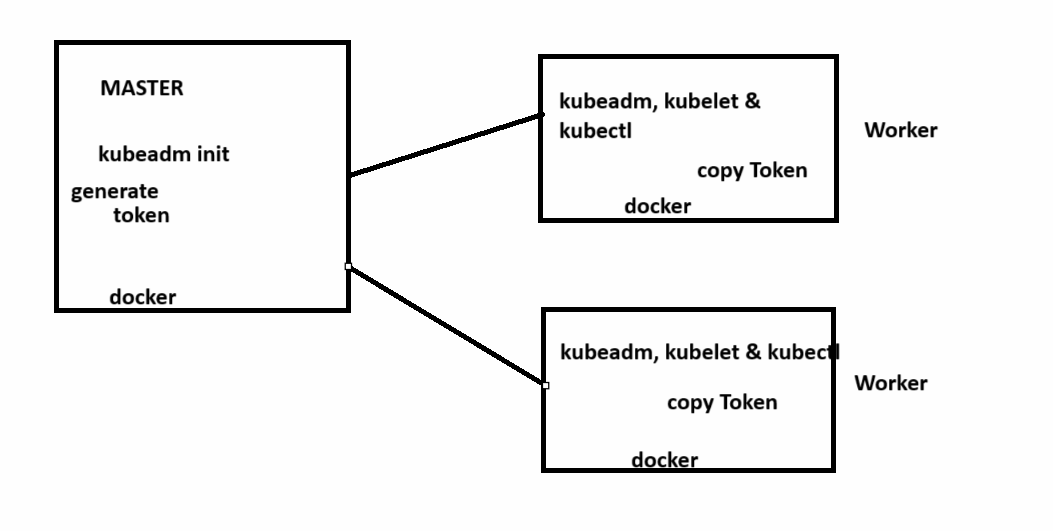 MASTER
kubeadm init
generate
token
docker
kubeadm, kubelet &
kubectl
copy Token
docker
Worker
kubeadm, kubelet & kubectl
copy Token
docker
Worker